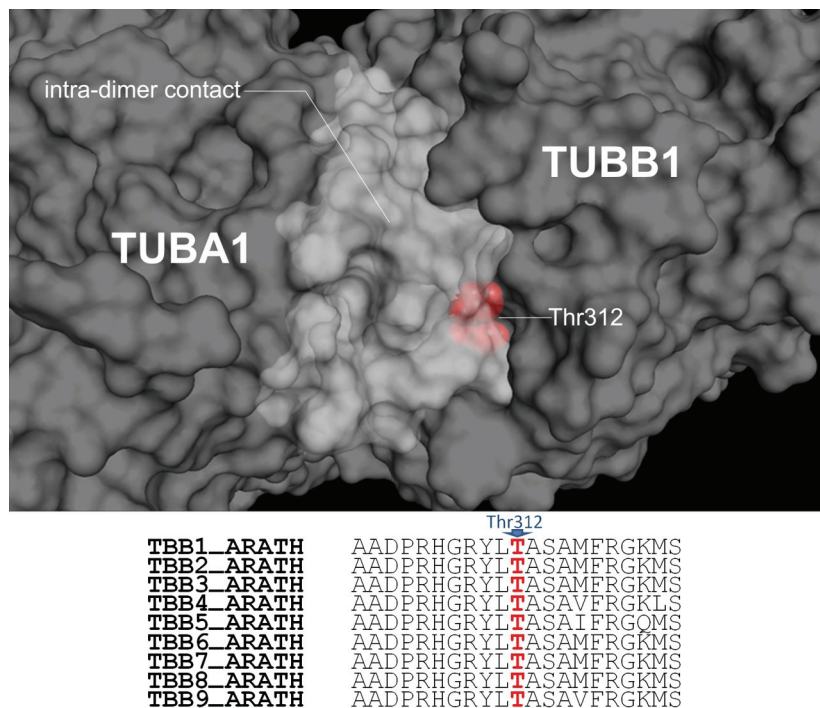 intra-dimer contact
TUBB1
TUBA1
Thr312
Thr312
TBB1_ARATH AADPRHGRYLTASAMFRGKMS
TBB2_ARATH AADPRHGRYLTASAMFRGKMS
TBB3_ARATH AADPRHGRYLTASAMFRGKMS
TBB4_ARATH AADPRHGRYLTASAVFRGKLS
TBB5_ARATH AADPRHGRYLTASAIFRGQMS
TBB6_ARATH AADPRHGRYLTASAMFRGKMS
TBB7_ARATH AADPRHGRYLTASAMFRGKMS
TBB8_ARATH AADPRHGRYLTASAMFRGKMS
TBB9_ARATH AADPRHGRYLTASAVFRGKMS